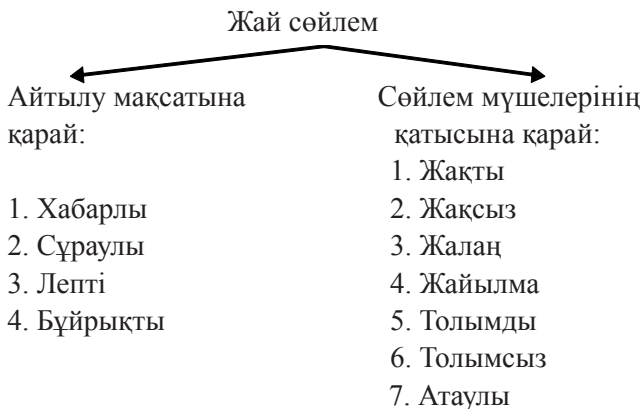 Жай сөйлем
Айтылу мақсатына
қарай:
1. Хабарлы
2. Сұраулы
3. Лепті
4. Бұйрықты
Сөйлем мүшелерінің
қатысына қарай:
1. Жақты
2. Жақсыз
3. Жалаң
4. Жайылма
5. Толымды
6. Толымсыз
7. Атаулы